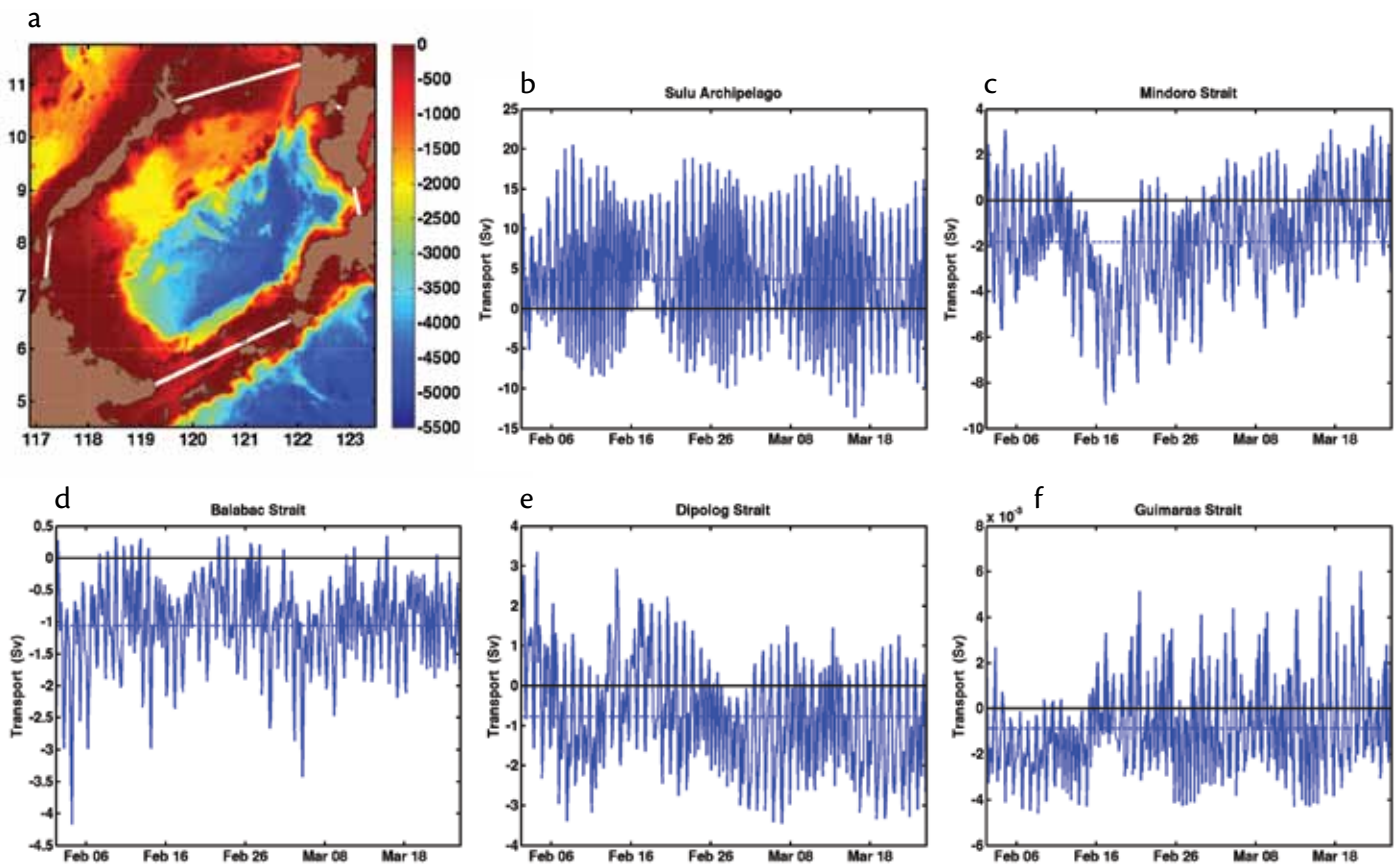 a
11
10
9
8
7
6
5
117 118 119 120 121 122 123
0
-500
-1000
-1500
-2000
-2500
-3000
-3500
-4000
-4500
-5000
-5500
b
Sulu Archipelago
Transport (Sv)
25
20
15
10
5
0
-5
-10
-15
Feb 06 Feb 16 Feb 26 Mar 08 Mar 18
c
Mindoro Strait
Transport (Sv)
4
2
0
-2
-4
-6
-8
-10
Feb 06 Feb 16 Feb 26 Mar 08 Mar 18
d
Balabac Strait
Transport (Sv)
0.5
0
-0.5
-1
-1.5
-2
-2.5
-3
-3.5
-4
-4.5
Feb 06 Feb 16 Feb 26 Mar 08 Mar 18
e
Dipolog Strait
Transport (Sv)
4
3
2
1
0
-1
-2
-3
-4
Feb 06 Feb 16 Feb 26 Mar 08 Mar 18
f
x 10⁻³
Guimaras Strait
Transport (Sv)
8
6
4
2
0
-2
-4
-6
Feb 06 Feb 16 Feb 26 Mar 08 Mar 18